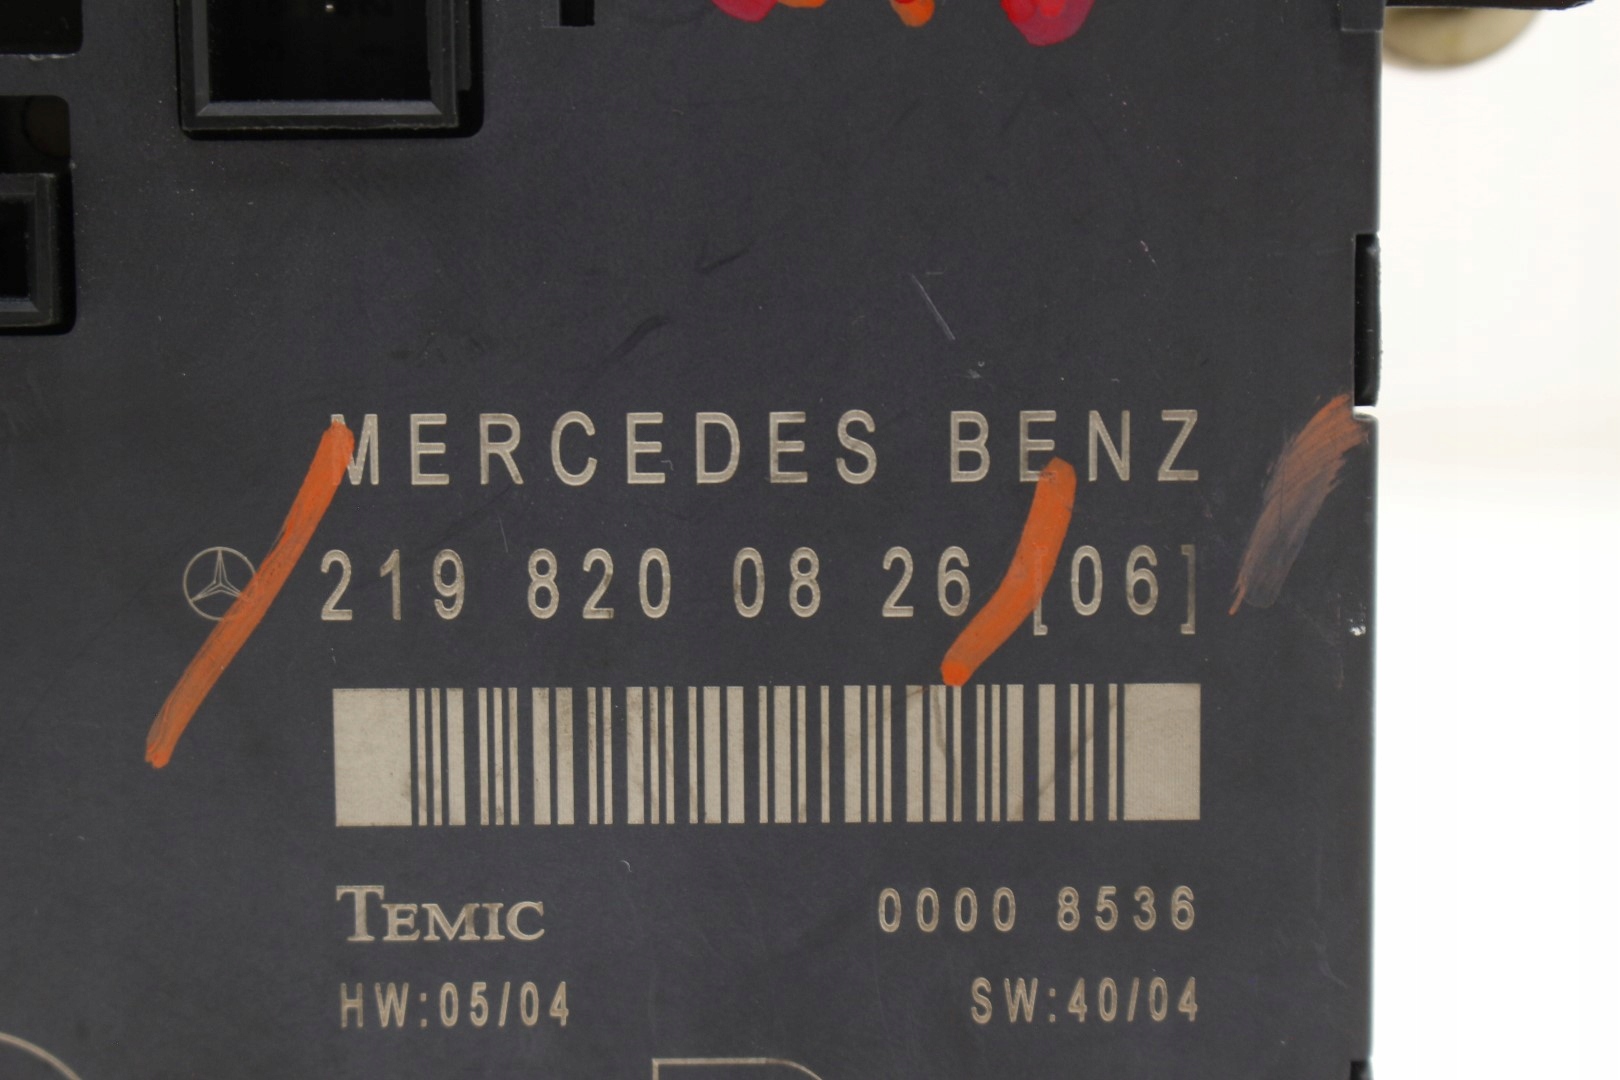 MERCEDES BENZ
219 820 08 26 [06]
TEMIC 0000 8536
HW:05/04 SW:40/04